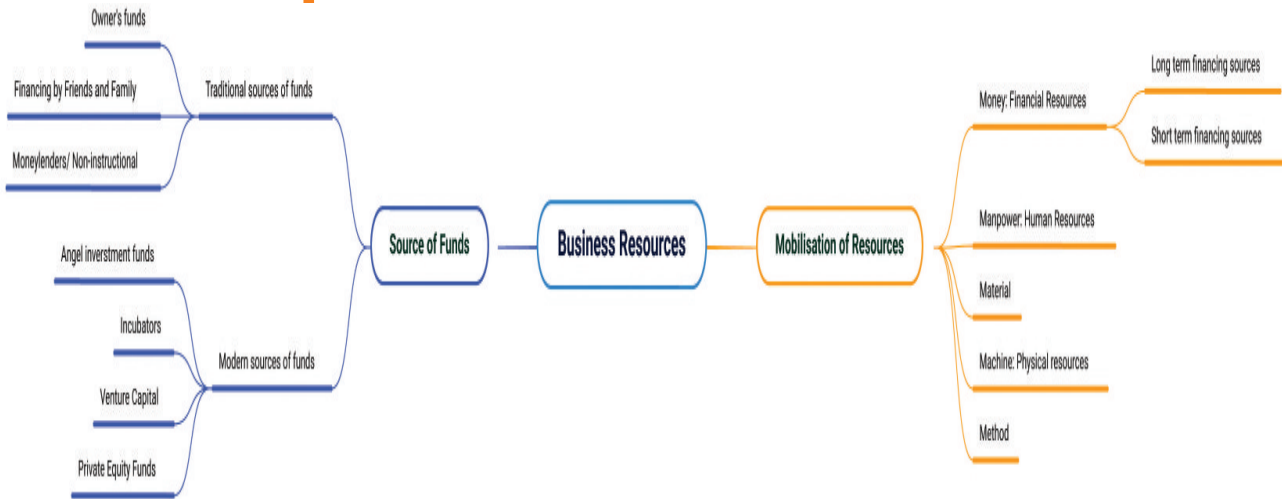 Owner's funds
Financing by Friends and Family
Moneylenders/ Non-instructional
Traditional sources of funds
Angel inverstment funds
Incubators
Venture Capital
Private Equity Funds
Modern sources of funds
Source of Funds
Business Resources
Mobilisation of Resources
Money: Financial Resources
Long term financing sources
Short term financing sources
Manpower: Human Resources
Material
Machine: Physical resources
Method